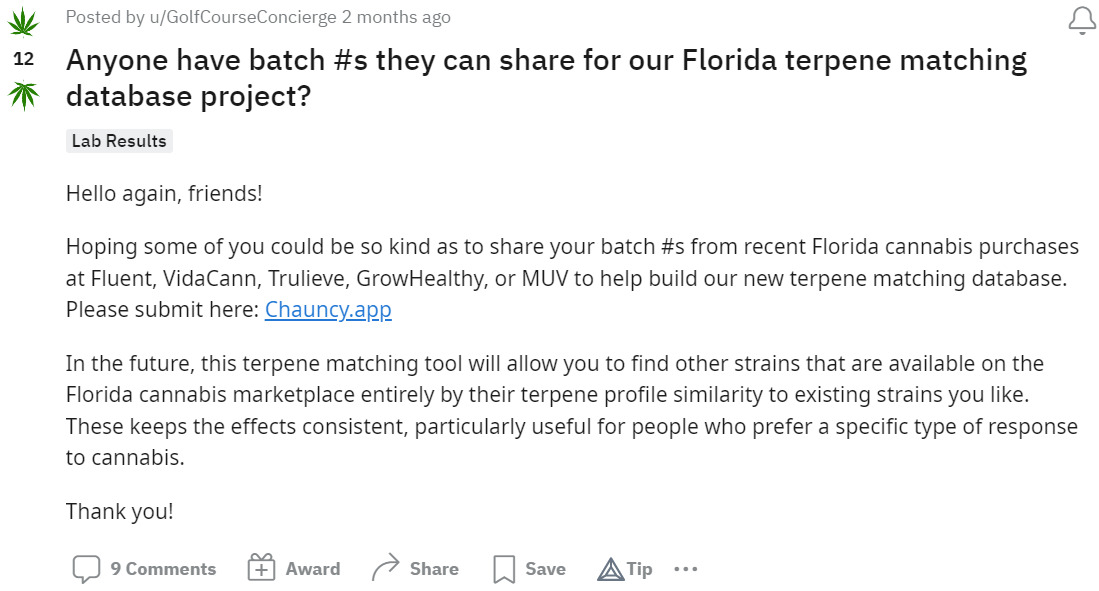 Posted by u/GolfCourseConcierge 2 months ago
12
Anyone have batch #s they can share for our Florida terpene matching
database project?
Lab Results
Hello again, friends!
Hoping some of you could be so kind as to share your batch #s from recent Florida cannabis purchases
at Fluent, VidaCann, Trulieve, GrowHealthy, or MUV to help build our new terpene matching database.
Please submit here: Chauncy.app
In the future, this terpene matching tool will allow you to find other strains that are available on the
Florida cannabis marketplace entirely by their terpene profile similarity to existing strains you like.
These keeps the effects consistent, particularly useful for people who prefer a specific type of response
to cannabis.
Thank you!
9 Comments Award Share Save Tip ...